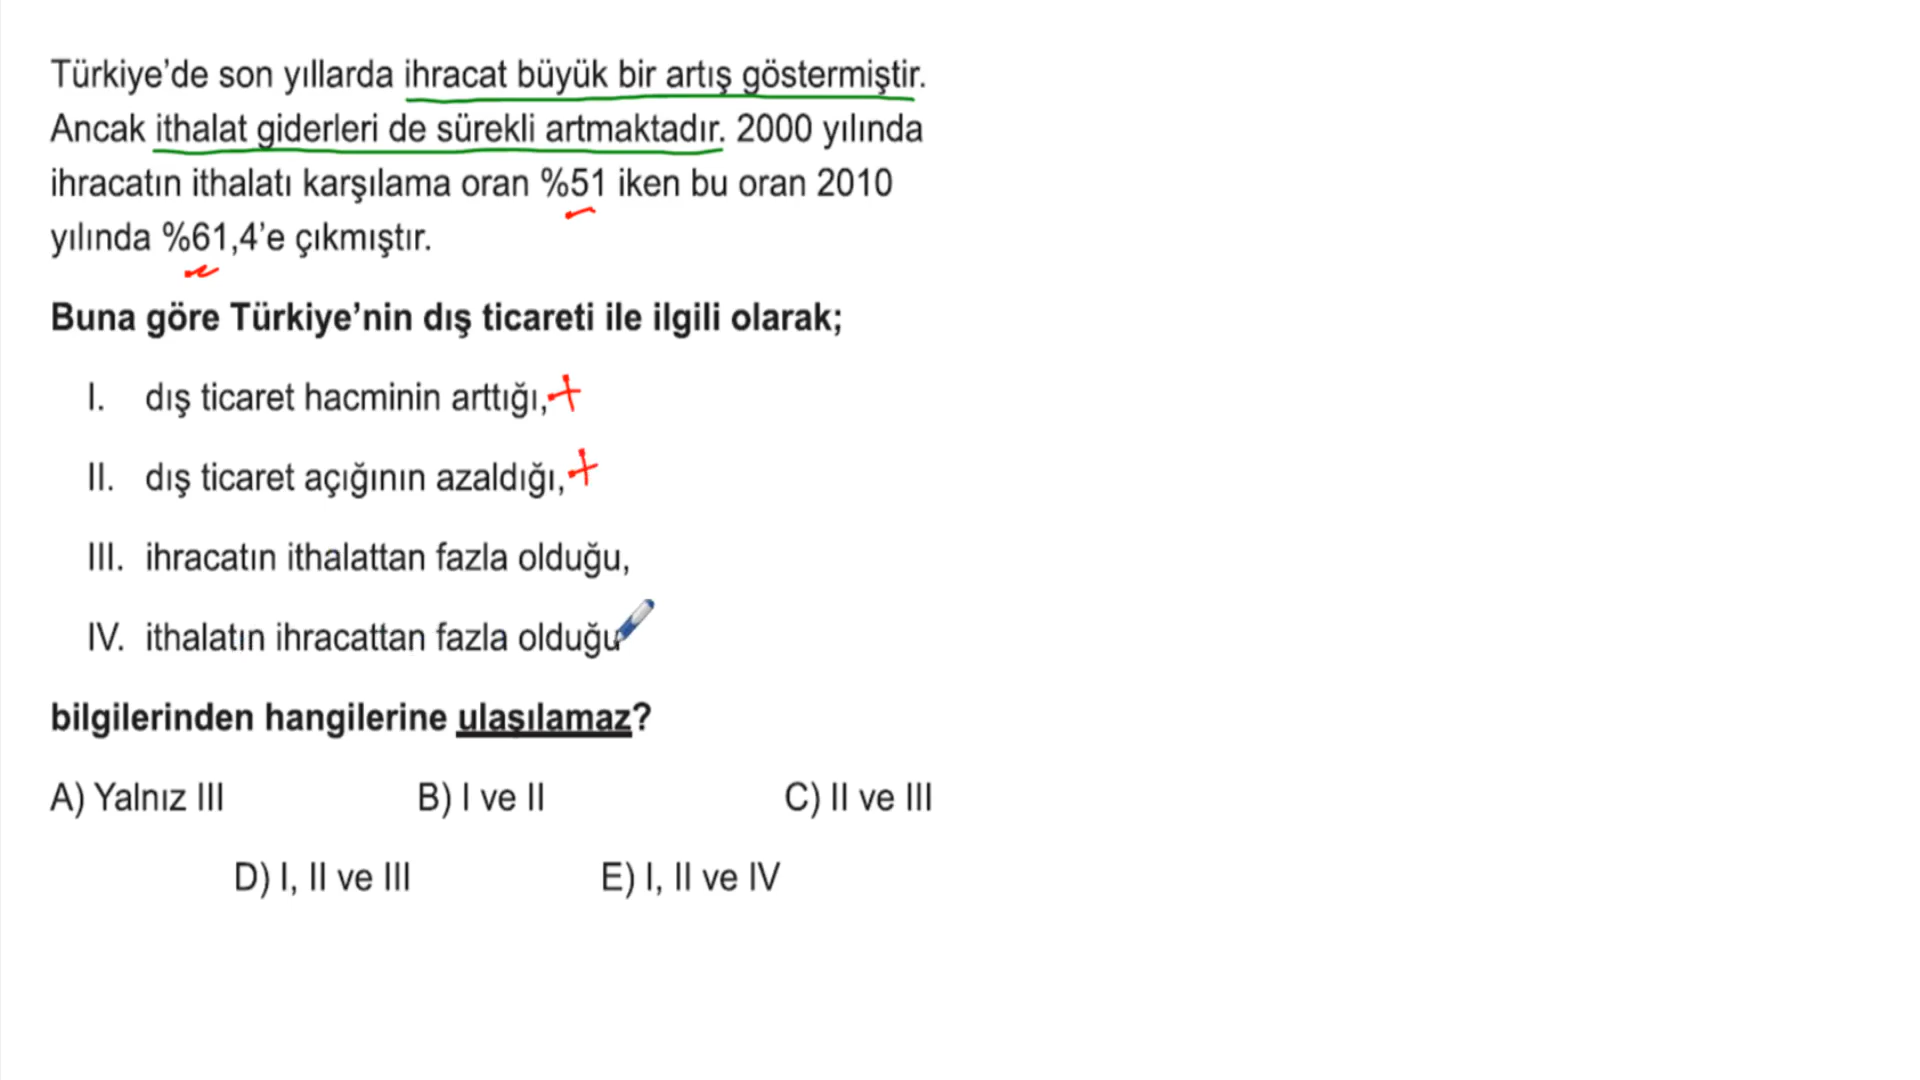 Türkiye'de son yıllarda ihracat büyük bir artış göstermiştir.
Ancak ithalat giderleri de sürekli artmaktadır. 2000 yılında
ihracatın ithalatı karşılama oran %51 iken bu oran 2010
yılında %61,4'e çıkmıştır.
Buna göre Türkiye'nin dış ticareti ile ilgili olarak;
I. dış ticaret hacminin arttığı, +
II. dış ticaret açığının azaldığı, +
III. ihracatın ithalattan fazla olduğu,
IV. ithalatın ihracattan fazla olduğu
bilgilerinden hangilerine ulaşılamaz?
A) Yalnız III B) I ve II C) II ve III
D) I, II ve III E) I, II ve IV